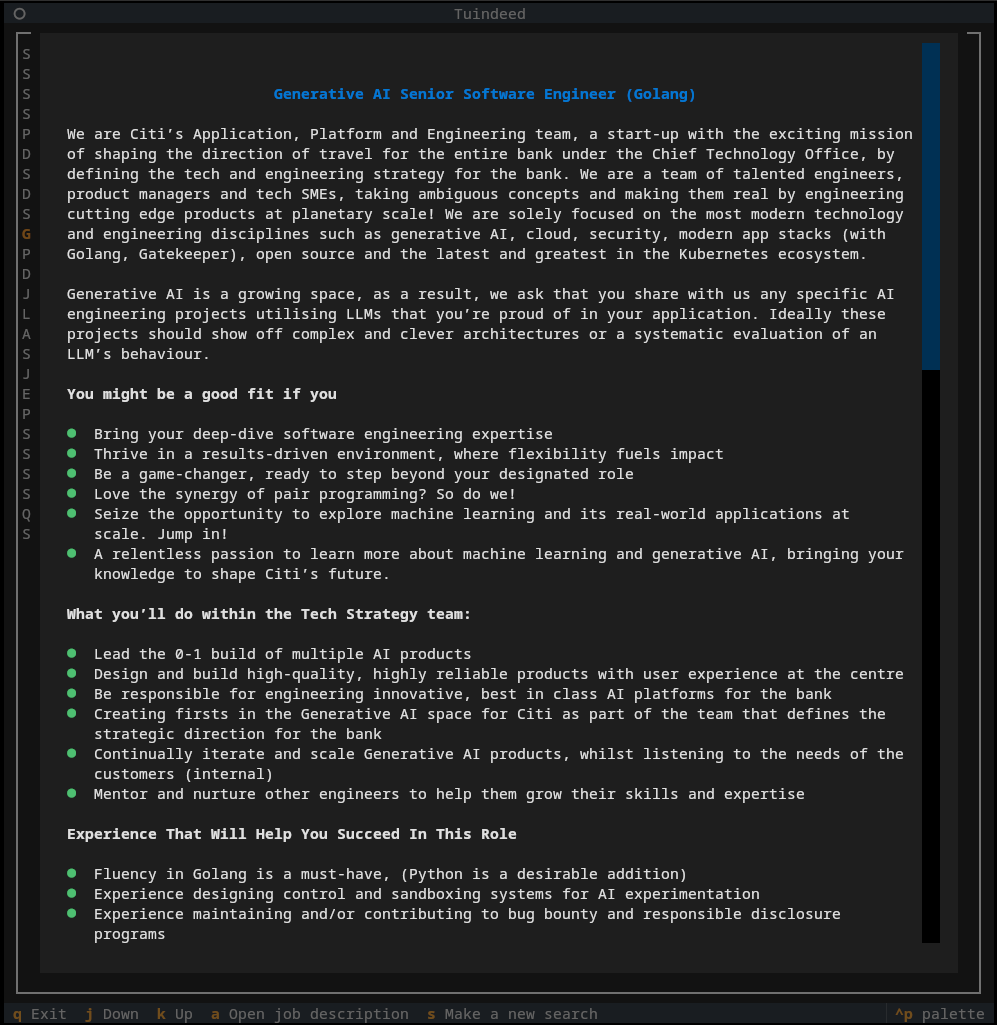 Tuindeed
S
S
S
S
P
D
S
D
S
G
P
D
J
L
A
S
J
E
P
S
S
S
S
Q
S
Generative AI Senior Software Engineer (Golang)
We are Citi’s Application, Platform and Engineering team, a start-up with the exciting mission
of shaping the direction of travel for the entire bank under the Chief Technology Office, by
defining the tech and engineering strategy for the bank. We are a team of talented engineers,
product managers and tech SMEs, taking ambiguous concepts and making them real by engineering
cutting edge products at planetary scale! We are solely focused on the most modern technology
and engineering disciplines such as generative AI, cloud, security, modern app stacks (with
Golang, Gatekeeper), open source and the latest and greatest in the Kubernetes ecosystem.
Generative AI is a growing space, as a result, we ask that you share with us any specific AI
engineering projects utilising LLMs that you’re proud of in your application. Ideally these
projects should show off complex and clever architectures or a systematic evaluation of an
LLM’s behaviour.
You might be a good fit if you
● Bring your deep-dive software engineering expertise
● Thrive in a results-driven environment, where flexibility fuels impact
● Be a game-changer, ready to step beyond your designated role
● Love the synergy of pair programming? So do we!
● Seize the opportunity to explore machine learning and its real-world applications at
scale. Jump in!
● A relentless passion to learn more about machine learning and generative AI, bringing your
knowledge to shape Citi’s future.
What you’ll do within the Tech Strategy team:
● Lead the 0-1 build of multiple AI products
● Design and build high-quality, highly reliable products with user experience at the centre
● Be responsible for engineering innovative, best in class AI platforms for the bank
● Creating firsts in the Generative AI space for Citi as part of the team that defines the
strategic direction for the bank
● Continually iterate and scale Generative AI products, whilst listening to the needs of the
customers (internal)
● Mentor and nurture other engineers to help them grow their skills and expertise
Experience That Will Help You Succeed In This Role
● Fluency in Golang is a must-have, (Python is a desirable addition)
● Experience designing control and sandboxing systems for AI experimentation
● Experience maintaining and/or contributing to bug bounty and responsible disclosure
programs
q Exit j Down k Up a Open job description s Make a new search ^p palette